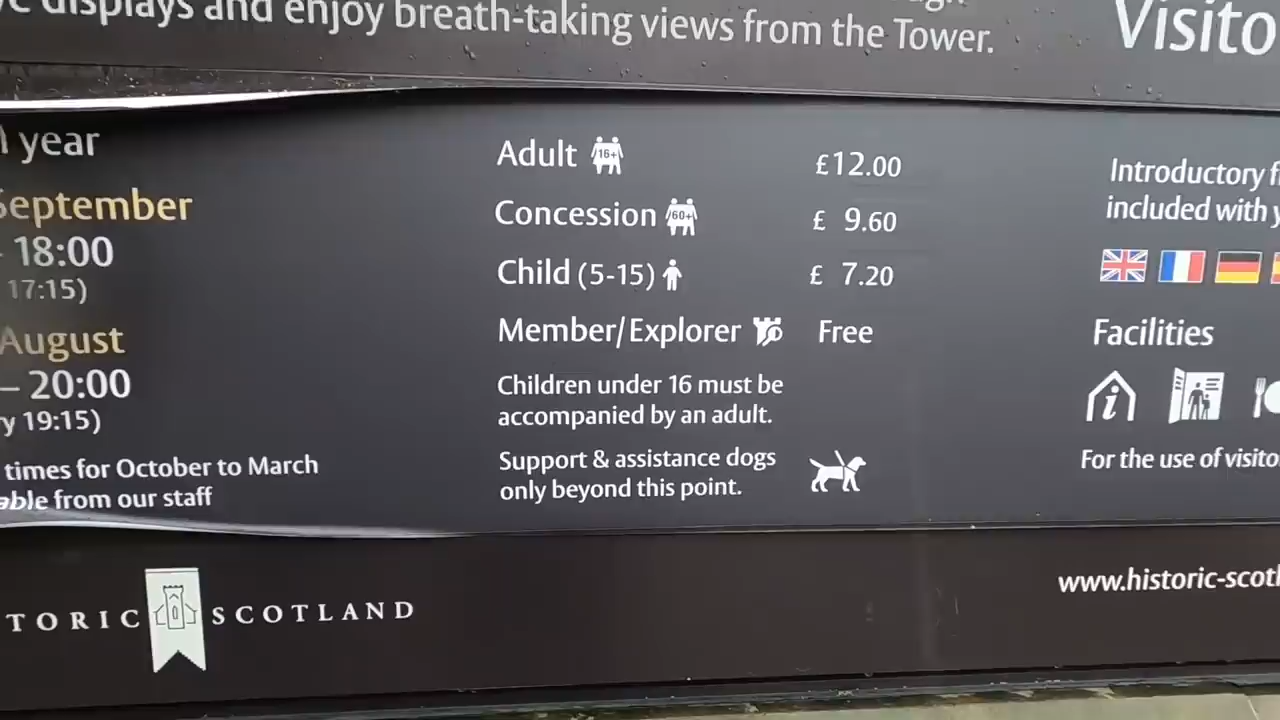 displays and enjoy breath-taking views from the Tower.
year
September
- 18:00
17:15)
August
– 20:00
19:15)
times for October to March
from our staff
Adult 16+ £12.00
Concession 60+ £ 9.60
Child (5-15) £ 7.20
Member/Explorer Free
Children under 16 must be
accompanied by an adult.
Support & assistance dogs
only beyond this point.
Visito
Introductory f
included with y
Facilities
i
For the use of visito
TORIC SCOTLAND
www.historic-scotl